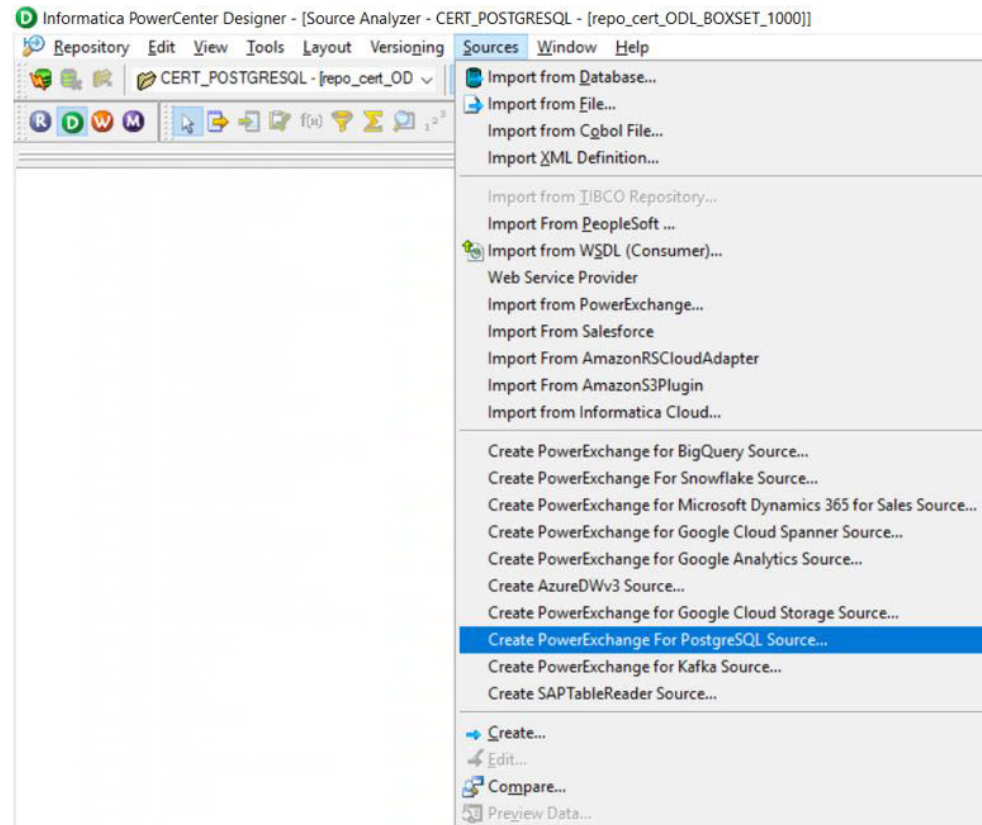 Informatica PowerCenter Designer - [Source Analyzer - CERT_POSTGRESQL - [repo_cert_ODL_BOXSET_1000]]
Repository Edit View Tools Layout Versioning Sources Window Help
CERT_POSTGRESQL - [repo_cert_OD
R D W M f(x)
Import from Database...
Import from File...
Import from Cobol File...
Import XML Definition...
Import from TIBCO Repository...
Import From PeopleSoft ...
Import from WSDL (Consumer)...
Web Service Provider
Import from PowerExchange...
Import From Salesforce
Import From AmazonRSCloudAdapter
Import From AmazonS3Plugin
Import from Informatica Cloud...
Create PowerExchange for BigQuery Source...
Create PowerExchange For Snowflake Source...
Create PowerExchange for Microsoft Dynamics 365 for Sales Source...
Create PowerExchange for Google Cloud Spanner Source...
Create PowerExchange for Google Analytics Source...
Create AzureDWv3 Source...
Create PowerExchange for Google Cloud Storage Source...
Create PowerExchange For PostgreSQL Source...
Create PowerExchange for Kafka Source...
Create SAPTableReader Source...
Create...
Edit...
Compare...
Preview Data...